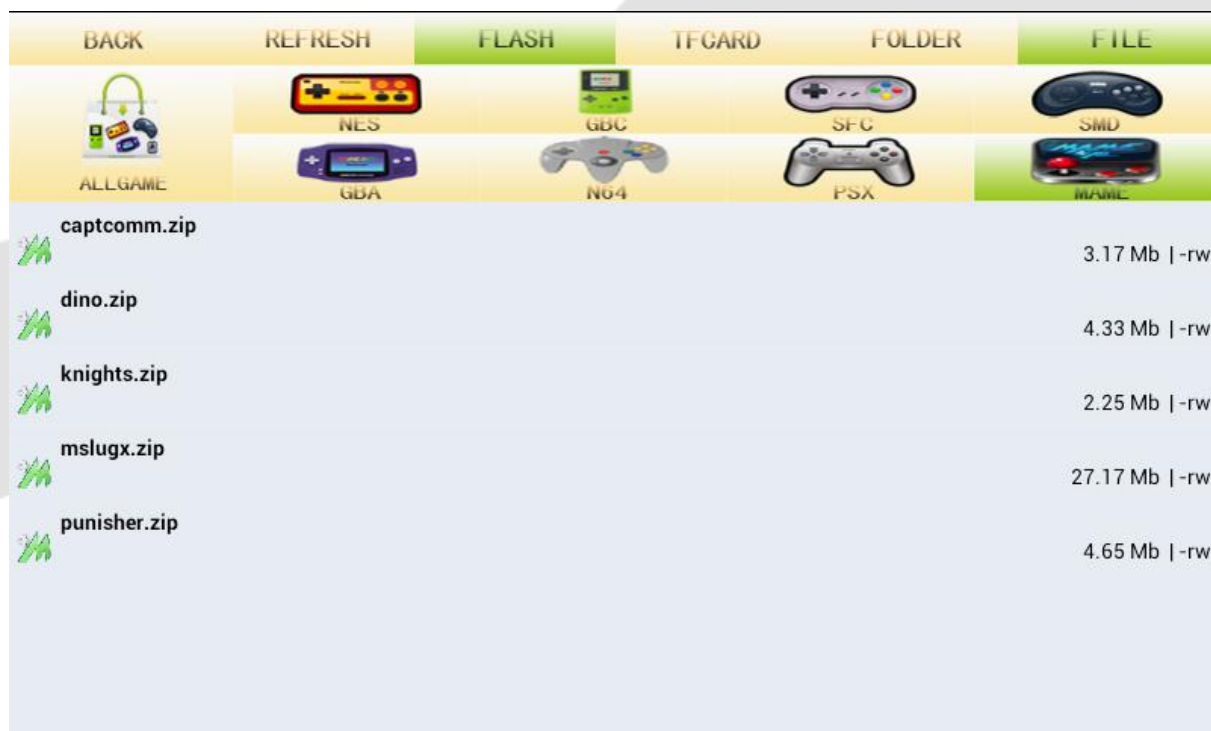 BACK REFRESH FLASH TFCARD FOLDER FILE
NES GBC SFC SMD
ALLGAME GBA N64 PSX MAME
captcomm.zip
3.17 Mb | -rw
dino.zip
4.33 Mb | -rw
knights.zip
2.25 Mb | -rw
mslugx.zip
27.17 Mb | -rw
punisher.zip
4.65 Mb | -rw